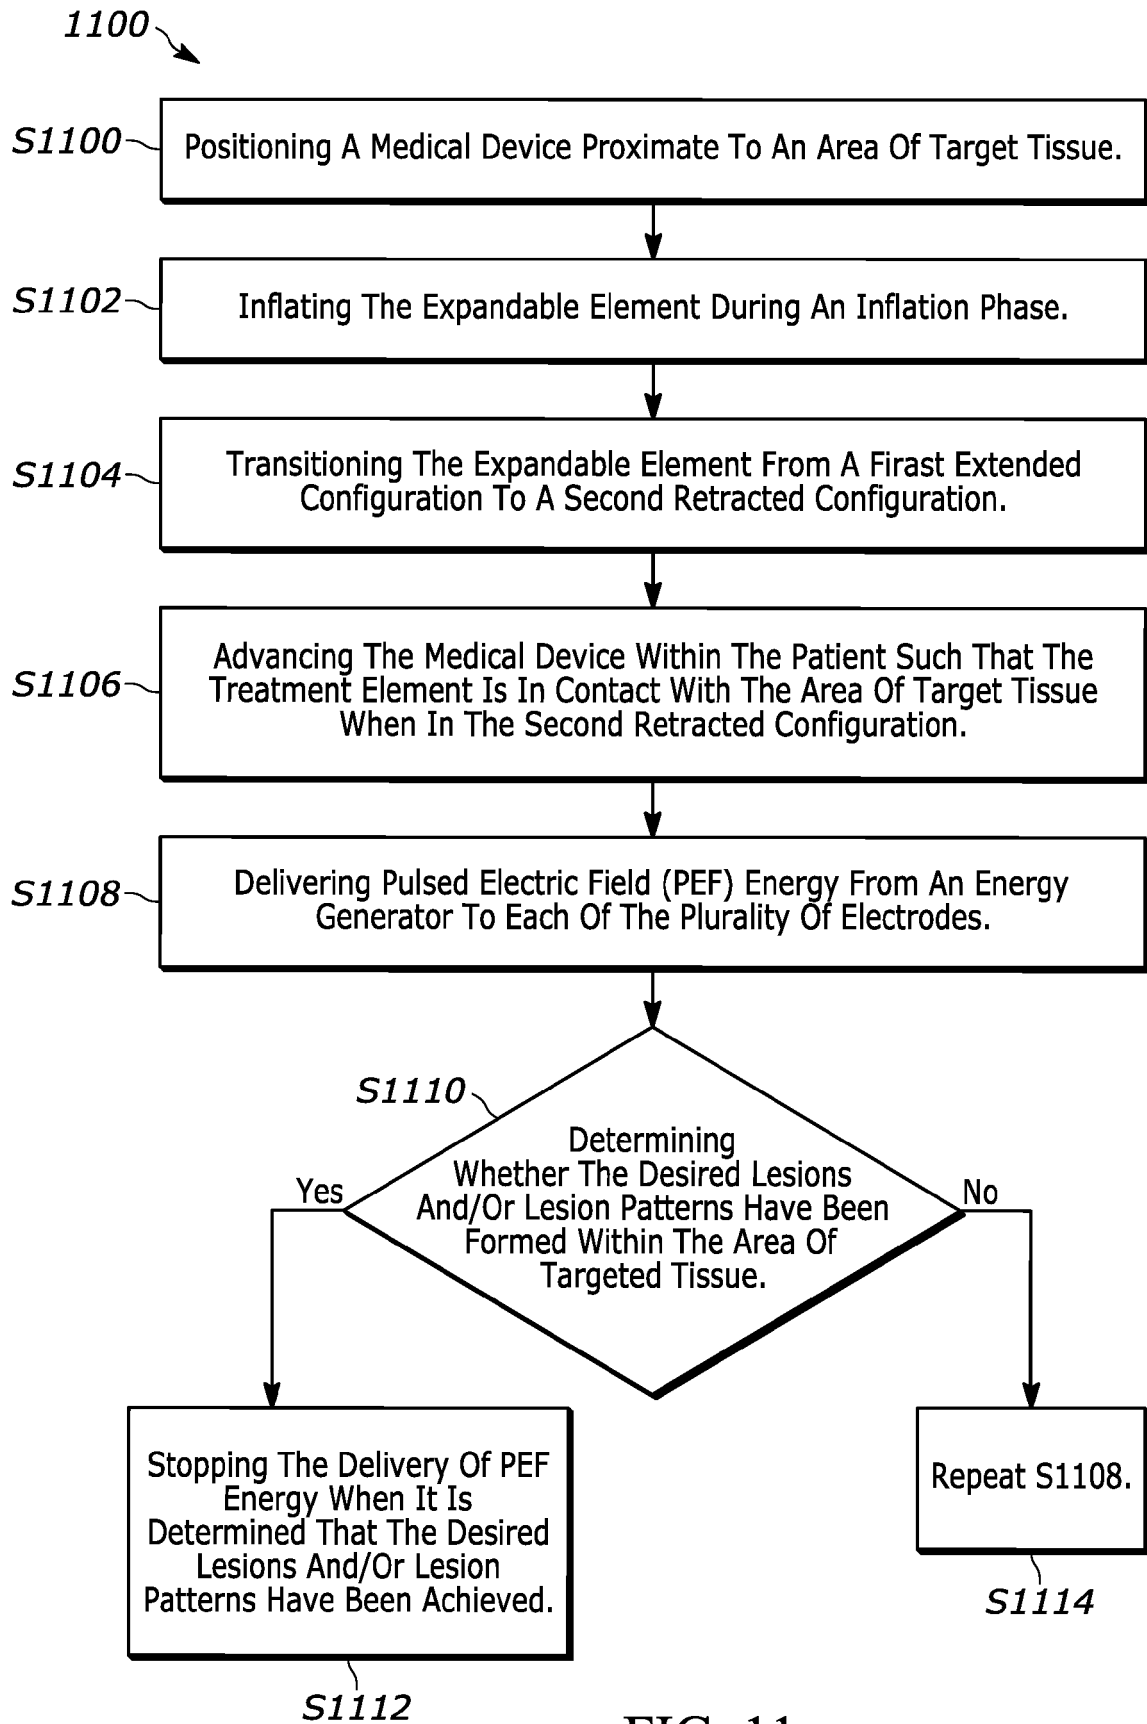 1100
S1100
Positioning A Medical Device Proximate To An Area Of Target Tissue.
S1102
Inflating The Expandable Element During An Inflation Phase.
S1104
Transitioning The Expandable Element From A Firast Extended
Configuration To A Second Retracted Configuration.
S1106
Advancing The Medical Device Within The Patient Such That The
Treatment Element Is In Contact With The Area Of Target Tissue
When In The Second Retracted Configuration.
S1108
Delivering Pulsed Electric Field (PEF) Energy From An Energy
Generator To Each Of The Plurality Of Electrodes.
S1110
Determining
Whether The Desired Lesions
And/Or Lesion Patterns Have Been
Formed Within The Area Of
Targeted Tissue.
Yes
No
Stopping The Delivery Of PEF
Energy When It Is
Determined That The Desired
Lesions And/Or Lesion
Patterns Have Been Achieved.
S1112
Repeat S1108.
S1114
FIG. 11